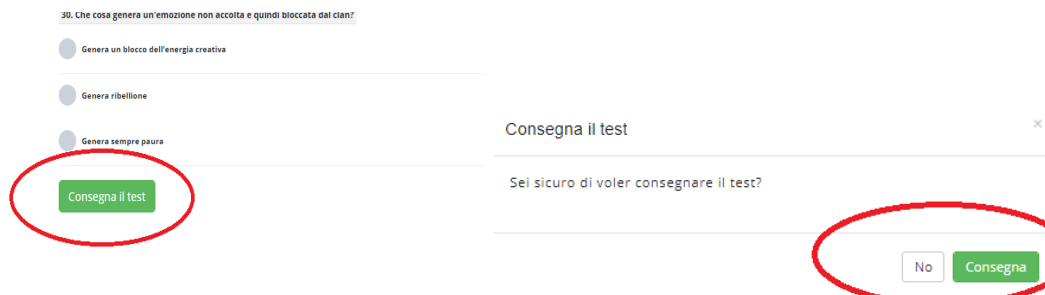 30. Che cosa genera un'emozione non accolta e quindi bloccata dal clan?
Genera un blocco dell'energia creativa
Genera ribellione
Genera sempre paura
Consegna il test
Consegna il test
×
Sei sicuro di voler consegnare il test?
No
Consegna